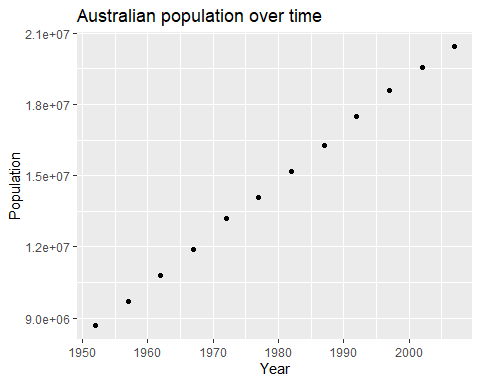 Australian population over time
2.1e+07
1.8e+07
1.5e+07
1.2e+07
9.0e+06
Population
1950 1960 1970 1980 1990 2000
Year